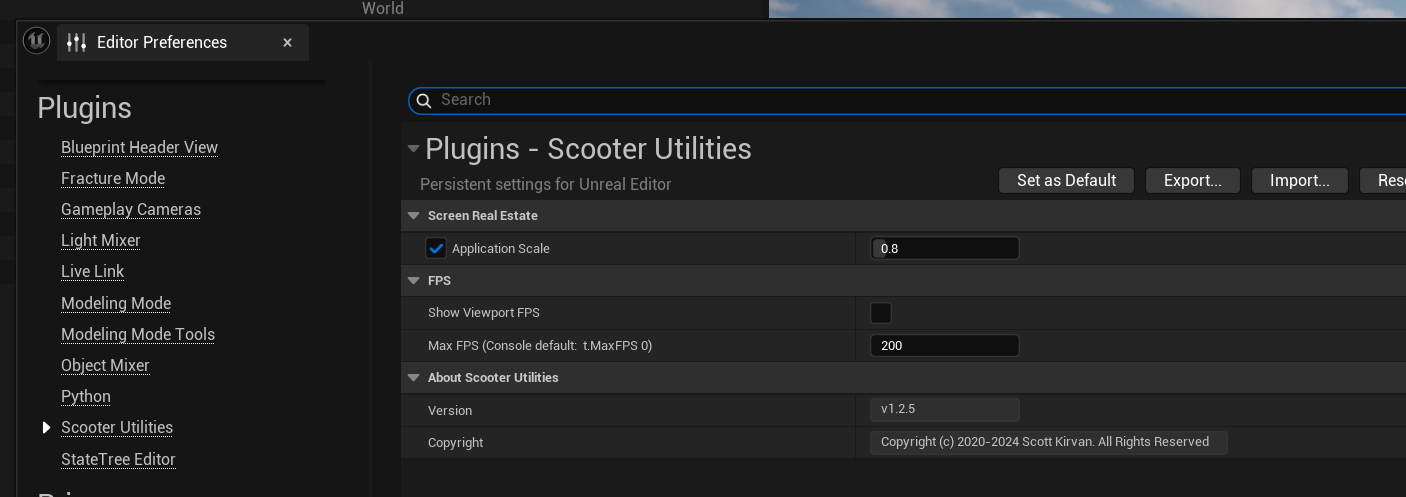 World
Editor Preferences
Plugins
Blueprint Header View
Fracture Mode
Gameplay Cameras
Light Mixer
Live Link
Modeling Mode
Modeling Mode Tools
Object Mixer
Python
Scooter Utilities
StateTree Editor
Search
Plugins - Scooter Utilities
Persistent settings for Unreal Editor
Set as Default Export... Import...
Screen Real Estate
Application Scale 0.8
FPS
Show Viewport FPS
Max FPS (Console default: t.MaxFPS 0) 200
About Scooter Utilities
Version v1.2.5
Copyright Copyright (c) 2020-2024 Scott Kirvan. All Rights Reserved